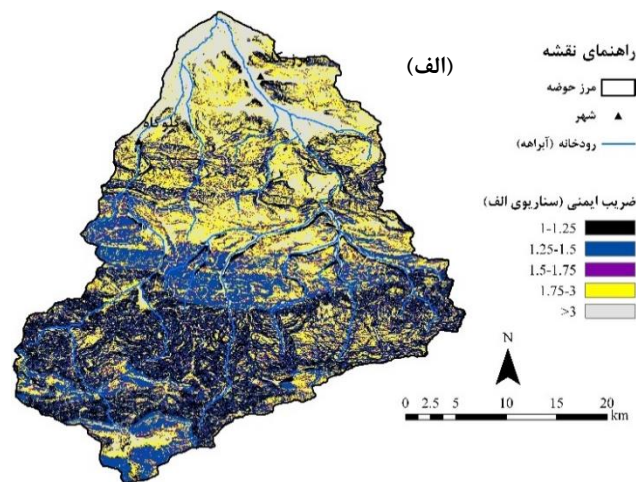 (الف)
راهنمای نقشه
مرز حوضه
شهر
رودخانه (آبراهه)
ضریب ایمنی (سناریوی الف)
1-1.25
1.25-1.5
1.5-1.75
1.75-3
>3
N
0 2.5 5 10 15 20
km